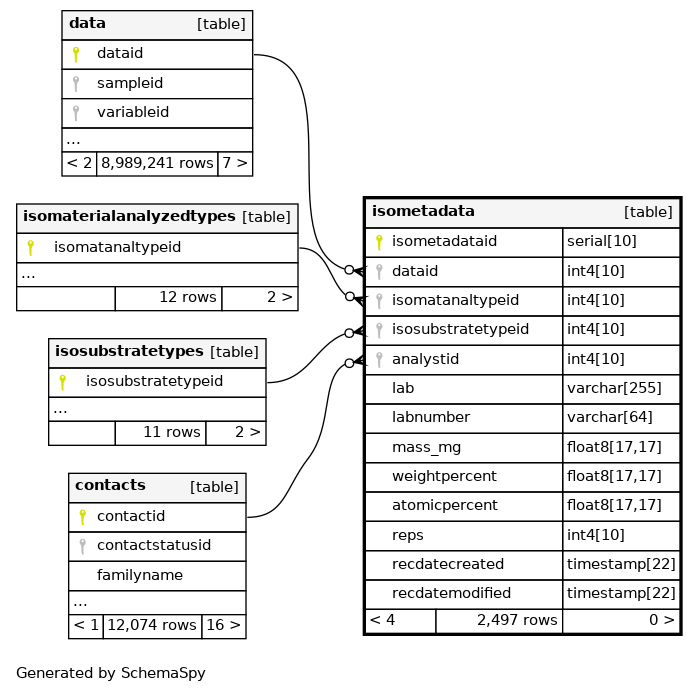 data [table]
dataid
sampleid
variableid
...
< 2 8,989,241 rows 7 >
isomaterialanalyzedtypes [table]
isomatanaltypeid
...
12 rows 2 >
isosubstratetypes [table]
isosubstratetypeid
...
11 rows 2 >
contacts [table]
contactid
contactstatusid
familyname
...
< 1 12,074 rows 16 >
isometadata [table]
isometadataid serial[10]
dataid int4[10]
isomatanaltypeid int4[10]
isosubstratetypeid int4[10]
analystid int4[10]
lab varchar[255]
labnumber varchar[64]
mass_mg float8[17,17]
weightpercent float8[17,17]
atomicpercent float8[17,17]
reps int4[10]
recdatecreated timestamp[22]
recdatemodified timestamp[22]
< 4 2,497 rows 0 >
Generated by SchemaSpy